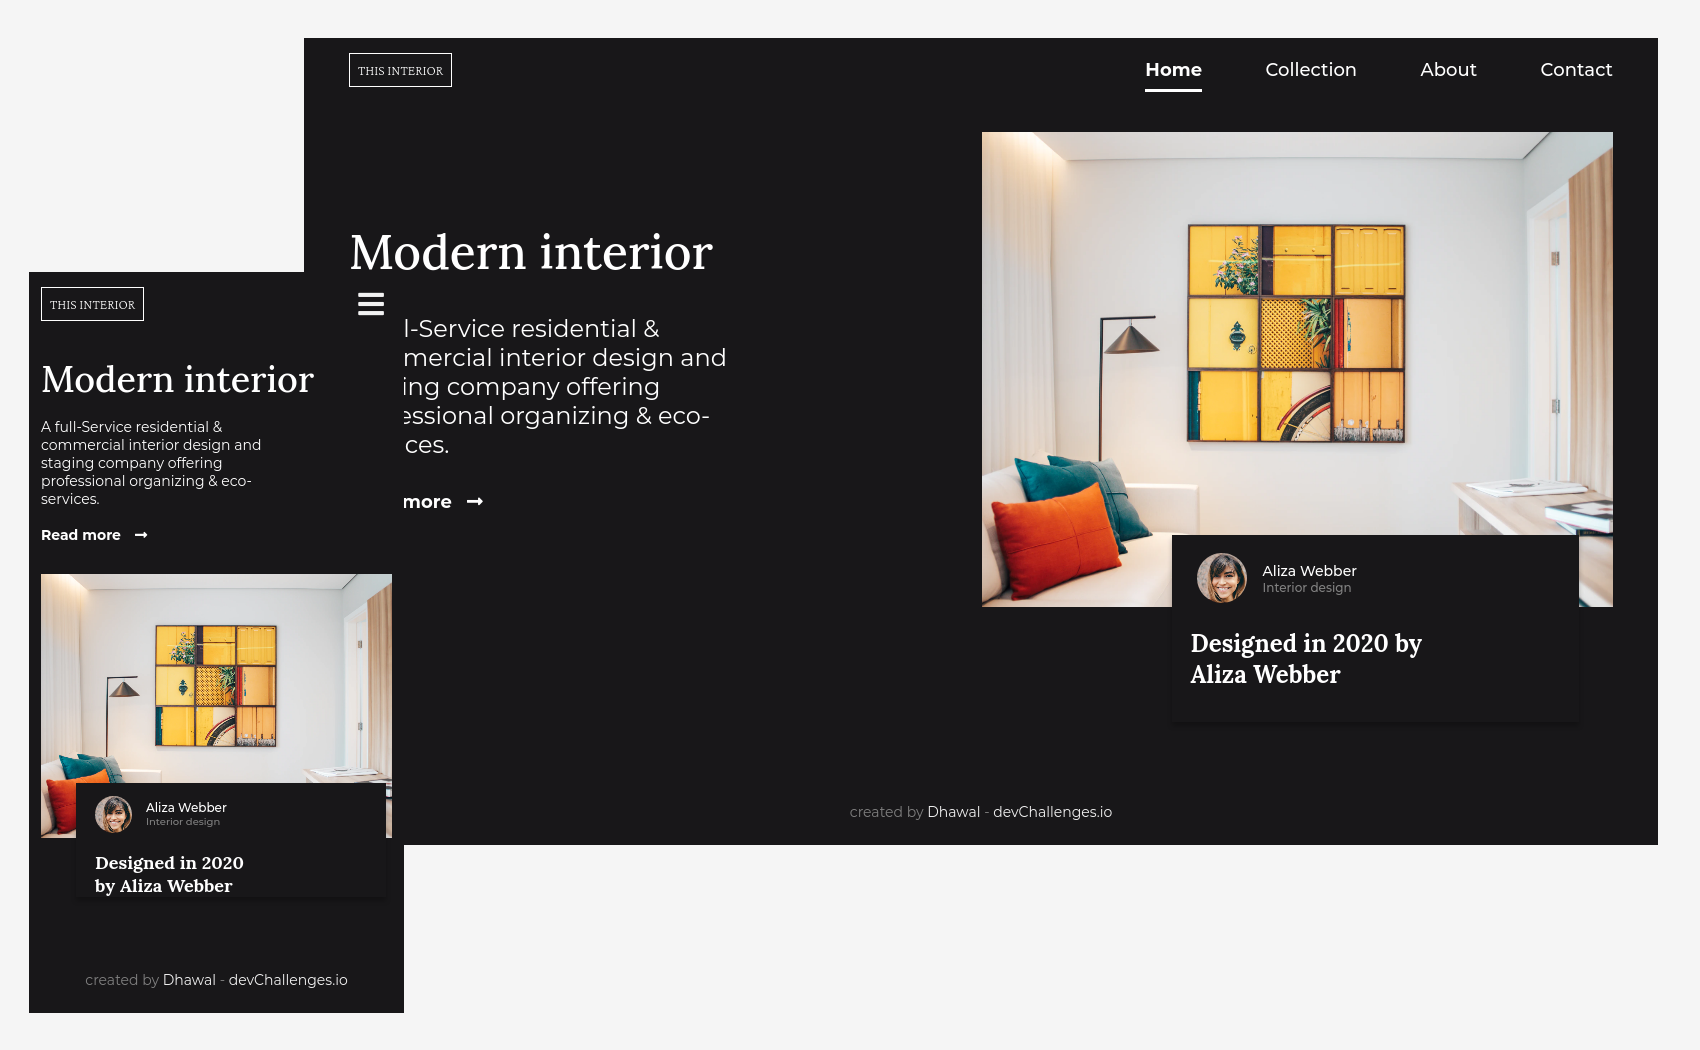 THIS INTERIOR
Home
Collection
About
Contact
Modern interior
l-Service residential &
mercial interior design and
ing company offering
essional organizing & eco-
ces.
more
Aliza Webber
Interior design
Designed in 2020 by
Aliza Webber
created by Dhawal - devChallenges.io
THIS INTERIOR
Modern interior
A full-Service residential &
commercial interior design and
staging company offering
professional organizing & eco-
services.
Read more
Aliza Webber
Interior design
Designed in 2020
by Aliza Webber
created by Dhawal - devChallenges.io